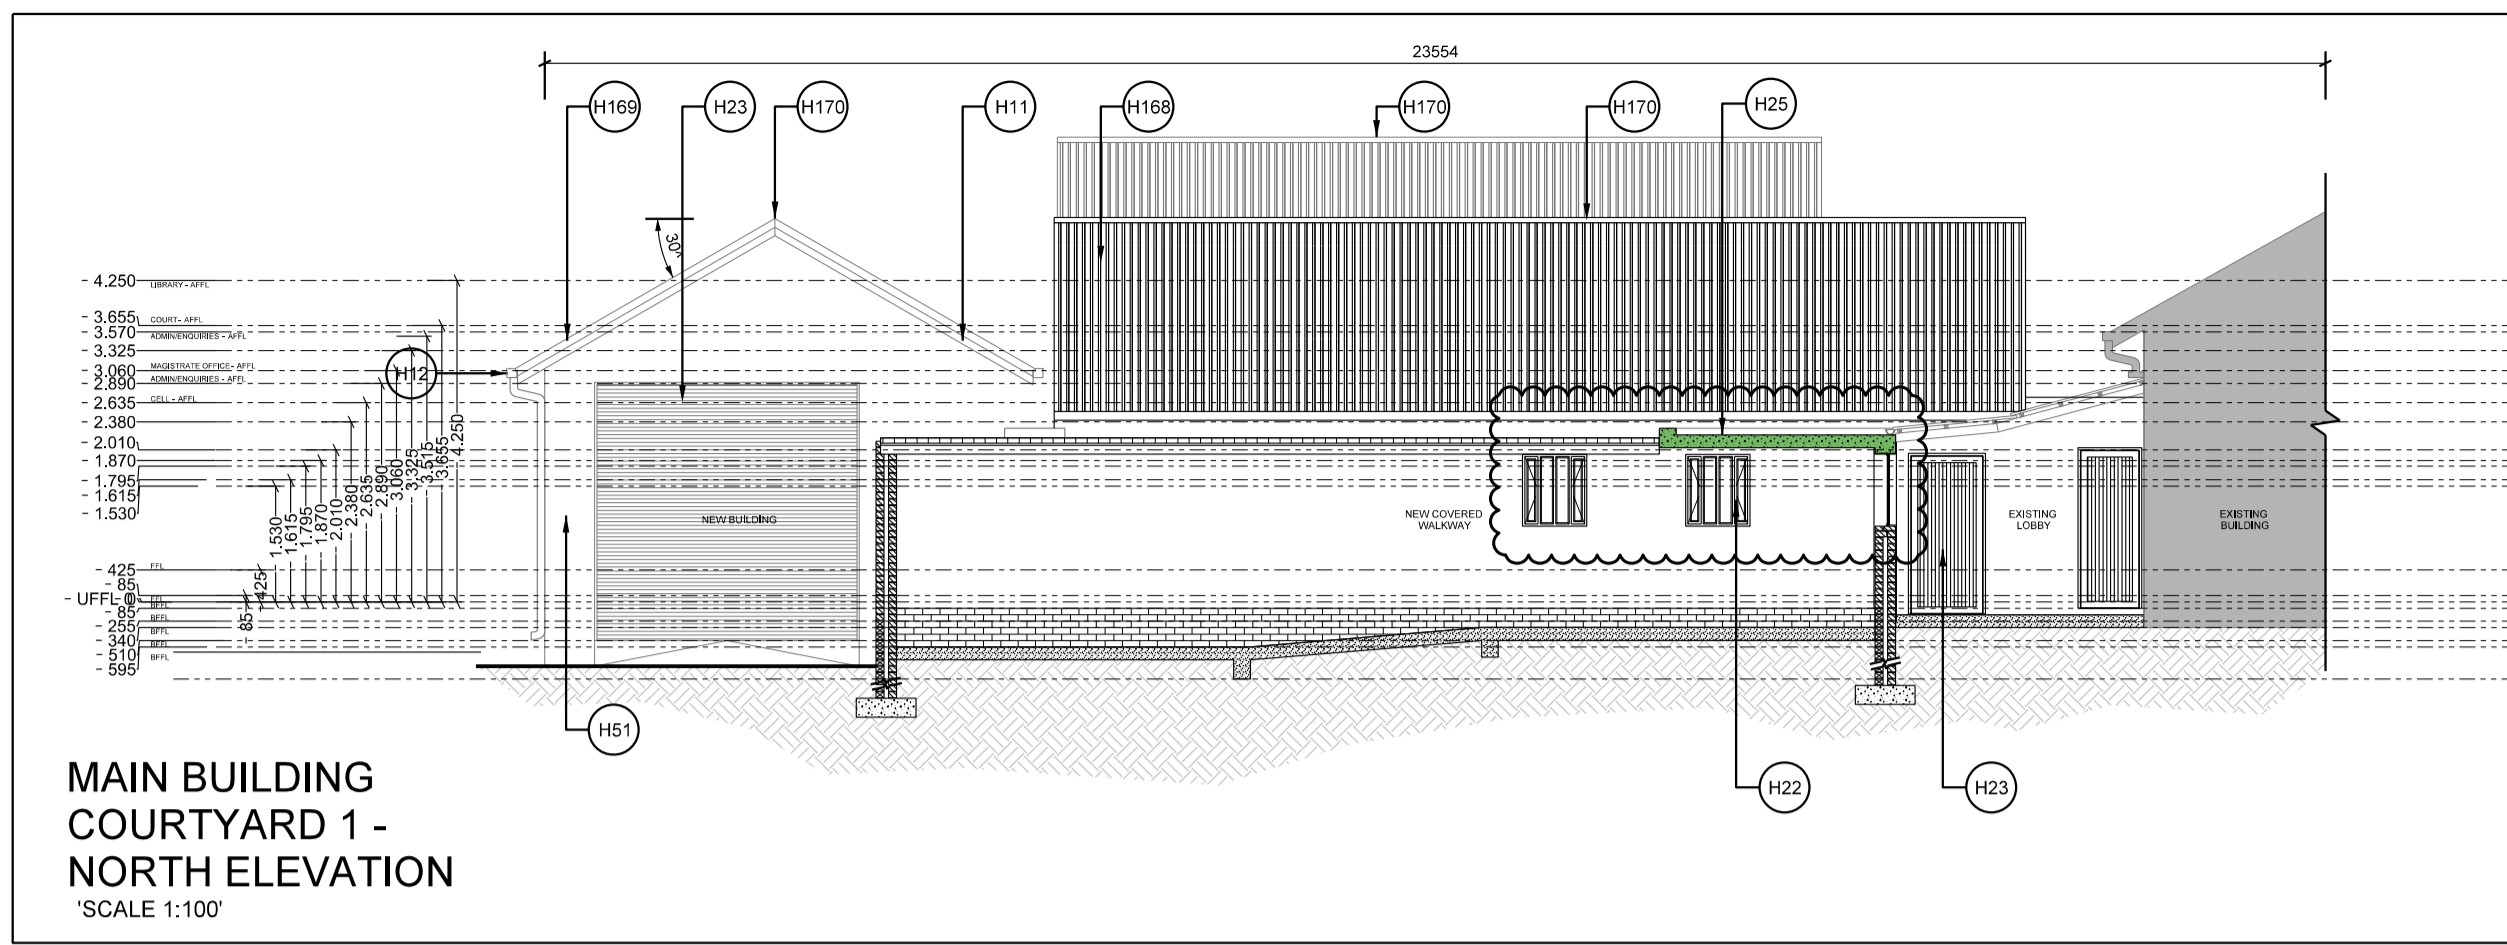 23554
H169
H23
H170
H11
H168
H170
H170
H25
30°
- 4.250
LIBRARY - AFFL
- 3.655
COURT- AFFL
- 3.570
ADMIN/ENQUIRIES - AFFL
- 3.325
- 3.060
MAGISTRATE OFFICE- AFFL
H12
- 2.890
ADMIN/ENQUIRIES - AFFL
- 2.635
CELL - AFFL
- 2.380
- 2.010
- 1.870
- 1.795
- 1.615
- 1.530
- 425
FFL
- 85
- UFFL- 0
FFL
BFFL
- 85
BFFL
- 255
BFFL
- 340
BFFL
- 510
BFFL
- 595
85
425
1.530
1.615
1.795
1.870
2.010
2.380
2.635
2.890
3.060
3.325
3.515
3.655
4.250
NEW BUILDING
NEW COVERED
WALKWAY
EXISTING
LOBBY
EXISTING
BUILDING
H51
H22
H23
MAIN BUILDING
COURTYARD 1 -
NORTH ELEVATION
'SCALE 1:100'